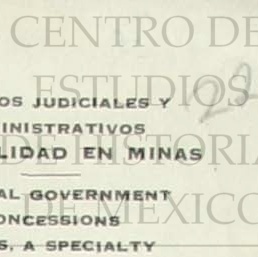 CENTRO DE
ESTUDIOS
OS JUDICIALES Y
INISTRATIVOS
LIDAD EN MINAS
DE HISTORIA
AL GOVERNMENT
ONCESSIONS
DE MEXICO
S, A SPECIALTY